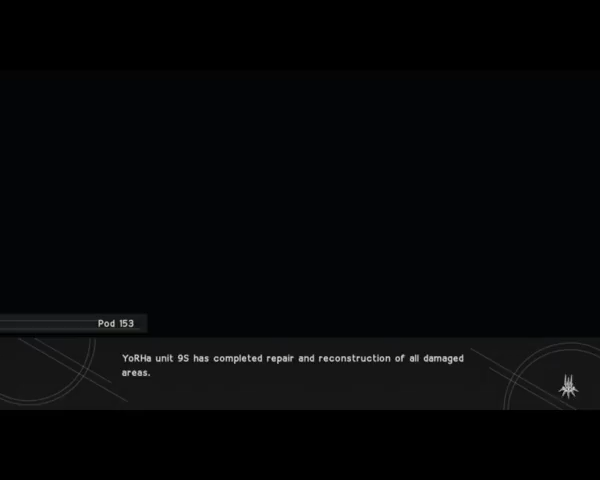 Pod 153
YoRHa unit 9S has completed repair and reconstruction of all damaged
areas.